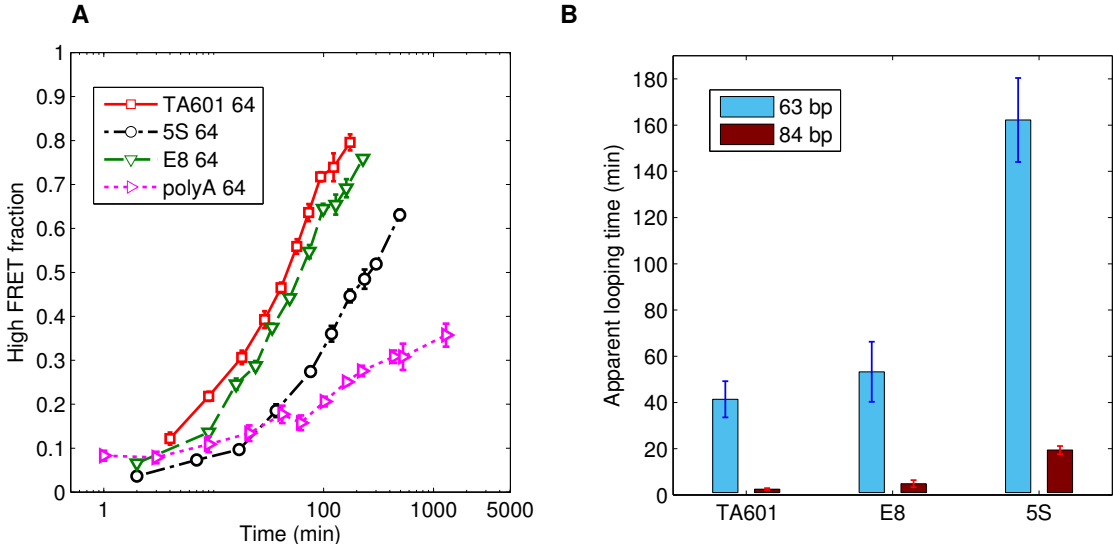 A
High FRET fraction
1
0.9
0.8
0.7
0.6
0.5
0.4
0.3
0.2
0.1
0
TA601 64
5S 64
E8 64
polyA 64
1
100
1000
5000
Time (min)
B
Apparent looping time (min)
180
160
140
120
100
80
60
40
20
0
63 bp
84 bp
TA601
E8
5S